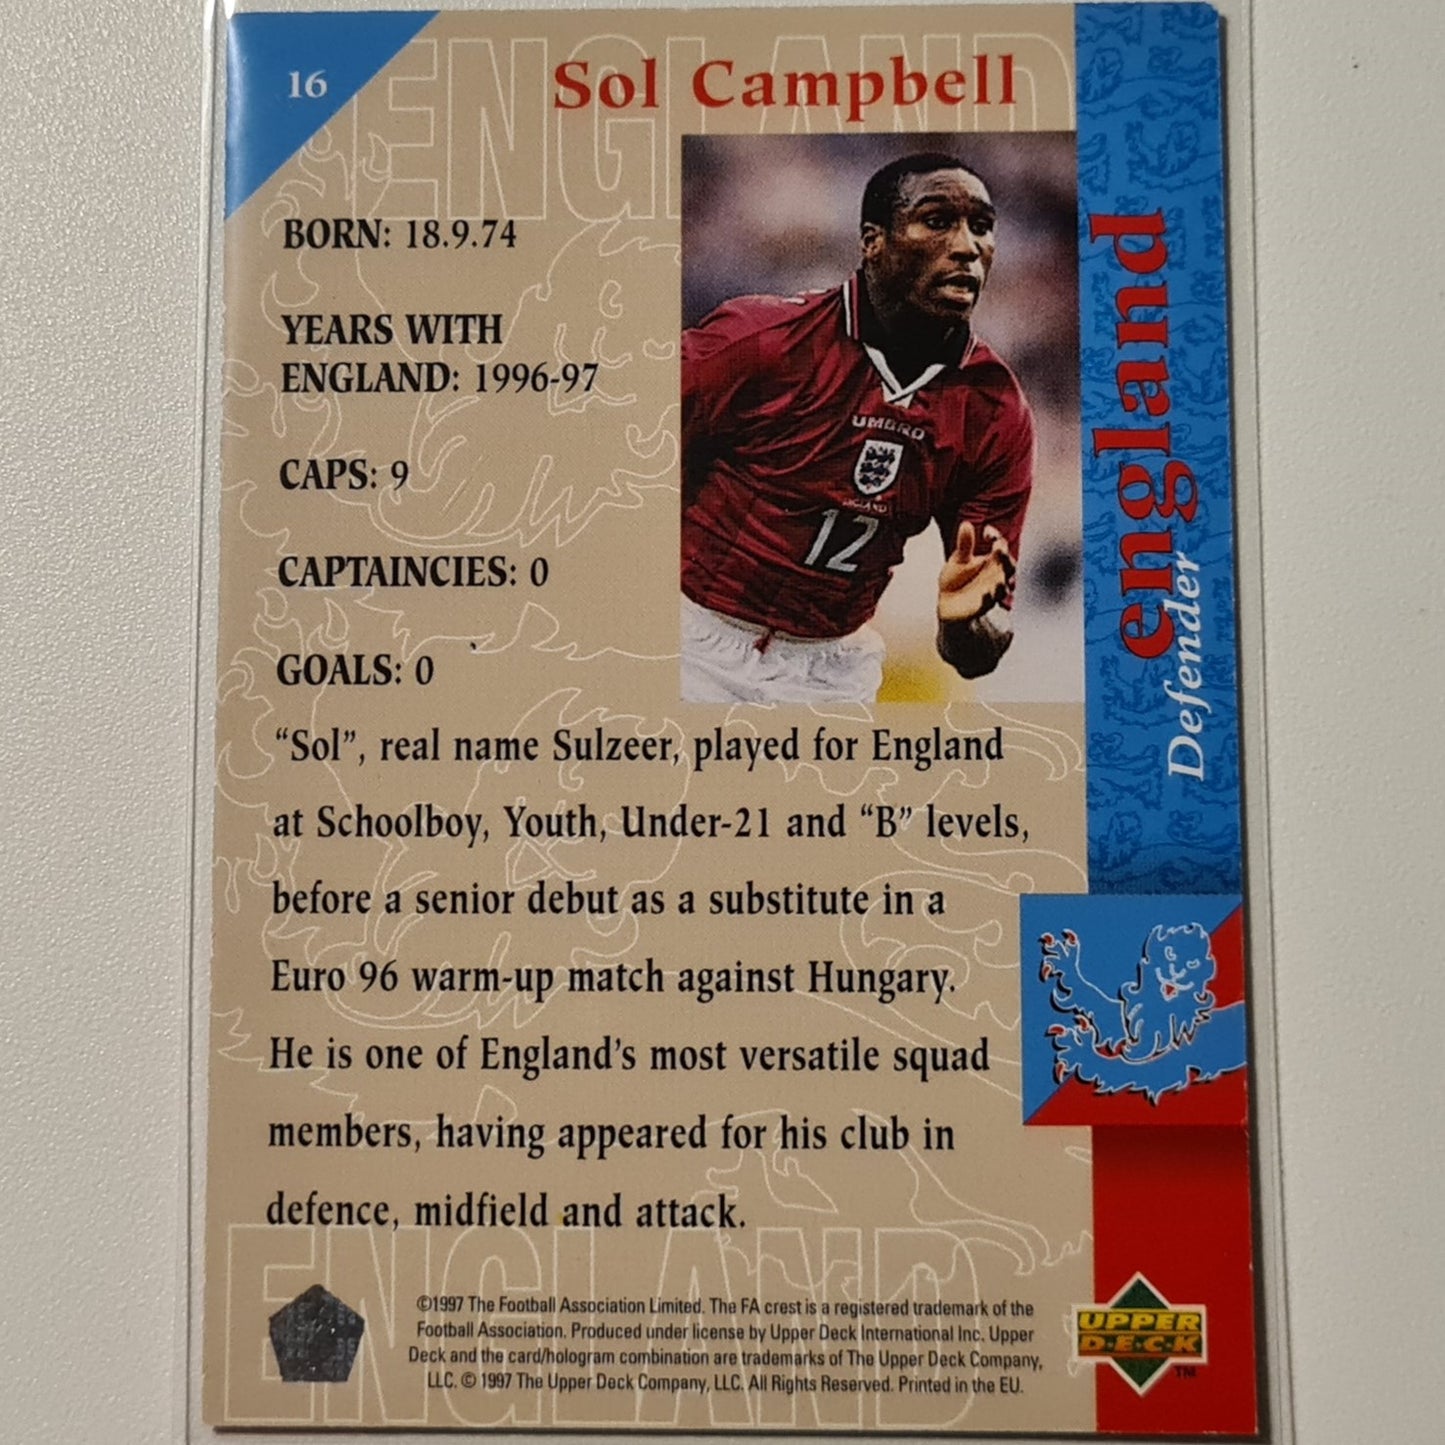 ENGLAND
16
Sol Campbell
BORN: 18.9.74
YEARS WITH
ENGLAND: 1996-97
CAPS: 9
CAPTAINCIES: 0
GOALS: 0
UMBRO
ENGLAND
12
england
Defender
“Sol”, real name Sulzeer, played for England
at Schoolboy, Youth, Under-21 and “B” levels,
before a senior debut as a substitute in a
Euro 96 warm-up match against Hungary.
He is one of England’s most versatile squad
members, having appeared for his club in
defence, midfield and attack.
ENGLAND
©1997 The Football Association Limited. The FA crest is a registered trademark of the
Football Association. Produced under license by Upper Deck International Inc. Upper
Deck and the card/hologram combination are trademarks of The Upper Deck Company,
LLC. © 1997 The Upper Deck Company, LLC. All Rights Reserved. Printed in the EU.
UPPER
D·E·C·K
TM